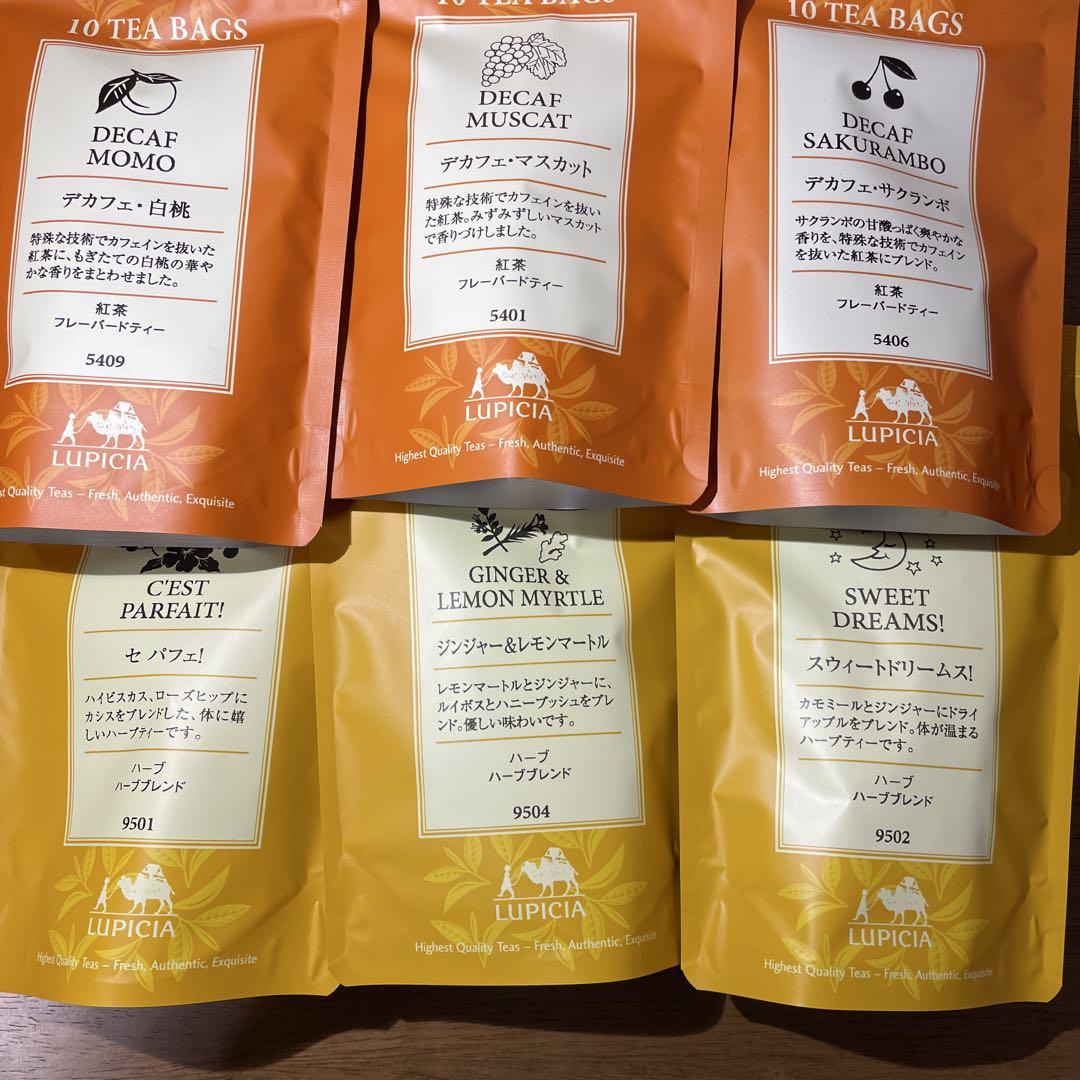 10 TEA BAGS
DECAF
MOMO
デカフェ・白桃
特殊な技術でカフェインを抜いた
紅茶に、もぎたての白桃の華や
かな香りをまとわせました。
紅茶
フレーバードティー
5409
LUPICIA
Quality Teas – Fresh, Authentic, Exquisite
10 TEA BAGS
DECAF
MUSCAT
デカフェ・マスカット
特殊な技術でカフェインを抜い
た紅茶。みずみずしいマスカット
で香りづけしました。
紅茶
フレーバードティー
5401
LUPICIA
Highest Quality Teas – Fresh, Authentic, Exquisite
10 TEA BAGS
DECAF
SAKURAMBO
デカフェ・サクランボ
サクランボの甘酸っぱく爽やかな
香りを、特殊な技術でカフェイン
を抜いた紅茶にブレンド。
紅茶
フレーバードティー
5406
LUPICIA
Highest Quality Teas – Fresh, Authentic, Exquisite
C'EST
PARFAIT!
セ パフェ!
ハイビスカス、ローズヒップに
カシスをブレンドした、体に嬉
しいハーブティーです。
ハーブ
ハーブブレンド
9501
LUPICIA
Highest Quality Teas – Fresh, Authentic, Exquisite
GINGER &
LEMON MYRTLE
ジンジャー&レモンマートル
レモンマートルとジンジャーに、
ルイボスとハニーブッシュをブレ
ンド。優しい味わいです。
ハーブ
ハーブブレンド
9504
LUPICIA
Highest Quality Teas – Fresh, Authentic, Exquisite
SWEET
DREAMS!
スウィートドリームス!
カモミールとジンジャーにドライ
アップルをブレンド。体が温まる
ハーブティーです。
ハーブ
ハーブブレンド
9502
LUPICIA
Highest Quality Teas – Fresh, Authentic, Exquisite